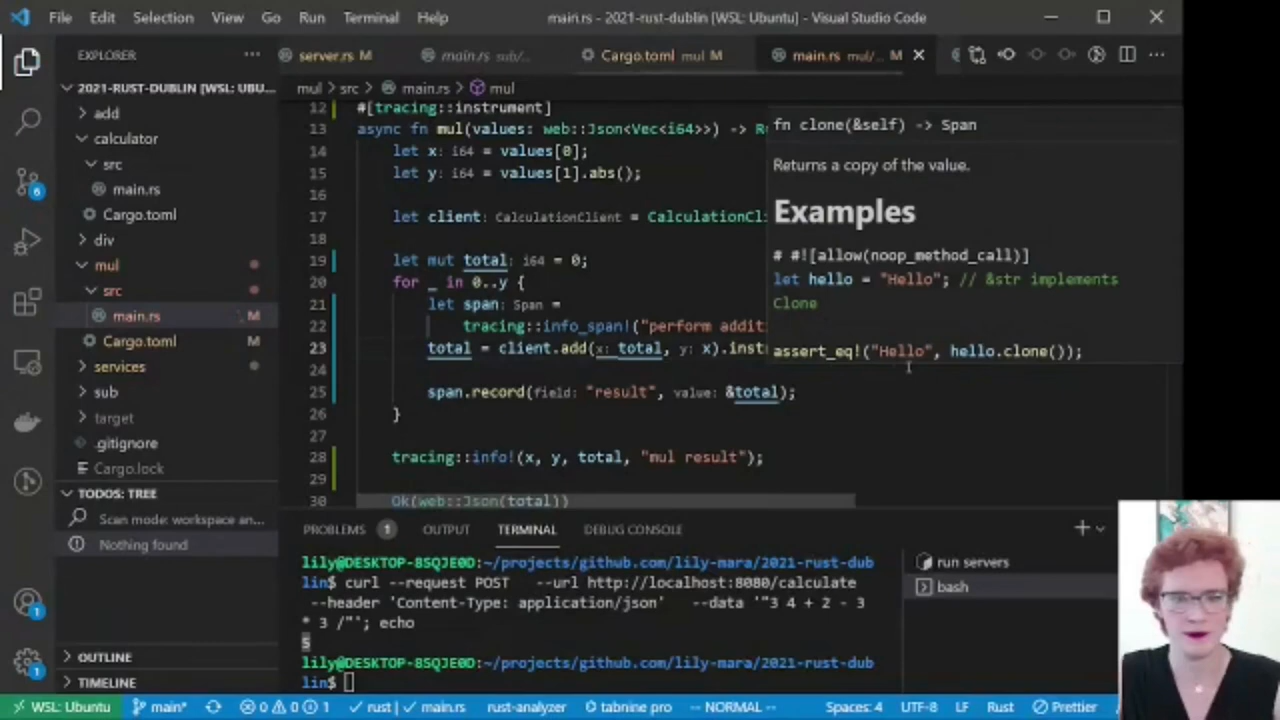 File Edit Selection View Go Run Terminal Help main.rs - 2021-rust-dublin [WSL: Ubuntu] - Visual Studio Code
EXPLORER
server.rs M main.rs sub/... Cargo.toml mul M main.rs mul/... M
2021-RUST-DUBLIN [WSL: UBU...
add
calculator
src
main.rs
Cargo.toml
div
mul
src
main.rs M
Cargo.toml M
services
sub
target
.gitignore
Cargo.lock
TODOS: TREE
Scan mode: workspace an...
Nothing found
OUTLINE
TIMELINE
6
1
1
mul > src > main.rs > mul
12 #[tracing::instrument]
13 async fn mul(values: web::Json<Vec<i64>>) -> R
14 let x: i64 = values[0];
15 let y: i64 = values[1].abs();
16
17 let client: CalculationClient = CalculationCli
18
19 let mut total: i64 = 0;
20 for _ in 0..y {
21 let span: Span =
22 tracing::info_span!("perform additi
23 total = client.add(x: total, y: x).inst
24
25 span.record(field: "result", value: &total);
26 }
27
28 tracing::info!(x, y, total, "mul result");
29
30 Ok(web::Json(total))
fn clone(&self) -> Span
Returns a copy of the value.
Examples
# #![allow(noop_method_call)]
let hello = "Hello"; // &str implements
Clone
assert_eq!("Hello", hello.clone());
PROBLEMS 1 OUTPUT TERMINAL DEBUG CONSOLE
lily@DESKTOP-8SQJE0D:~/projects/github.com/lily-mara/2021-rust-dub
lin$ curl --request POST --url http://localhost:8080/calculate
--header 'Content-Type: application/json' --data '"3 4 + 2 - 3
* 3 /"'; echo
5
lily@DESKTOP-8SQJE0D:~/projects/github.com/lily-mara/2021-rust-dub
lin$
run servers
bash
WSL: Ubuntu main* 0 0 1 rust | main.rs rust-analyzer tabnine pro -- NORMAL -- Spaces: 4 UTF-8 LF Rust Prettier